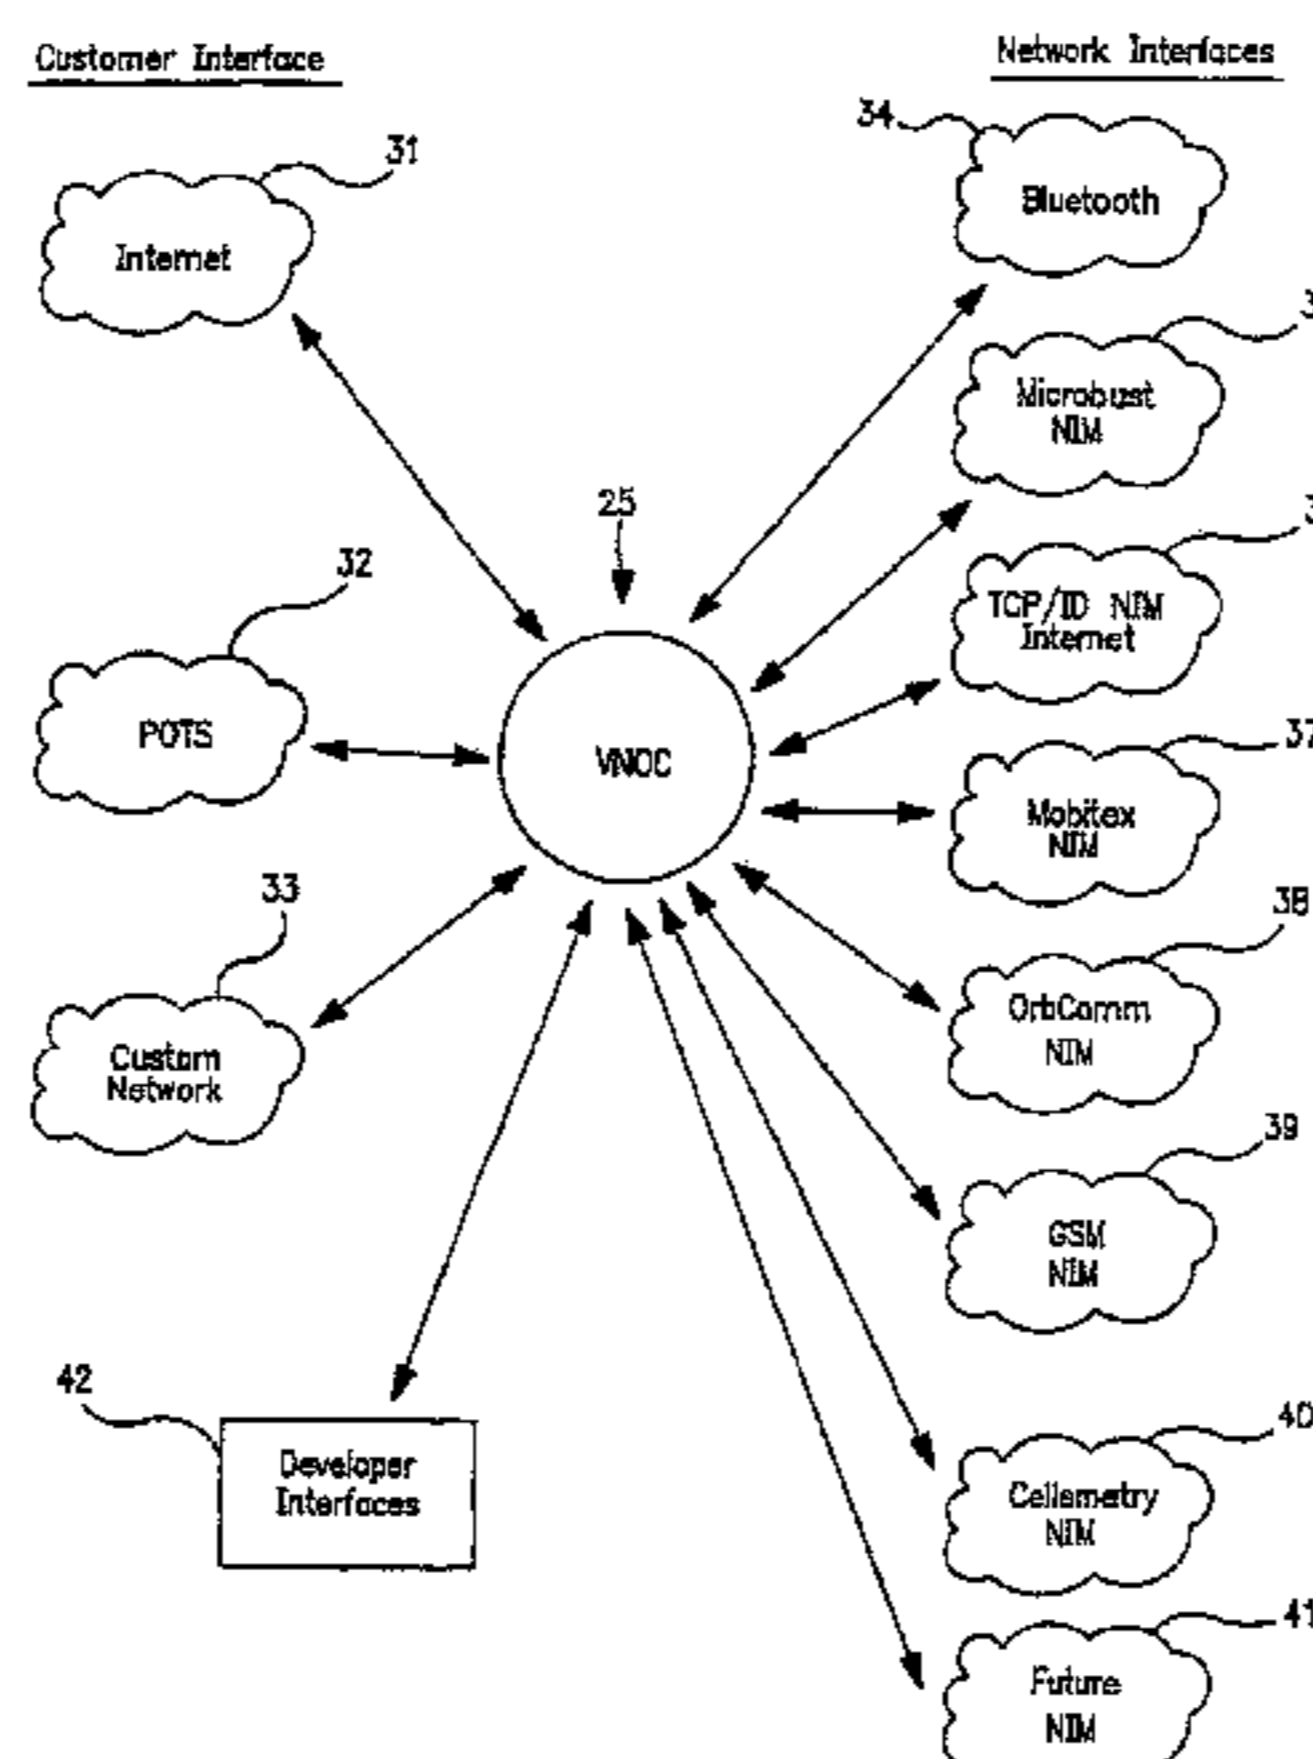 Customer Interface
Network Interfaces
34
31
Bluetooth
Internet
3
Microbust
NIM
25
3
32
TCP/ID NIM
Internet
POTS
VNOC
37
Mobitex
NIM
33
38
Custom
Network
OrbComm
NIM
39
GSM
NIM
42
40
Developer
Interfaces
Cellemetry
NIM
41
Future
NIM